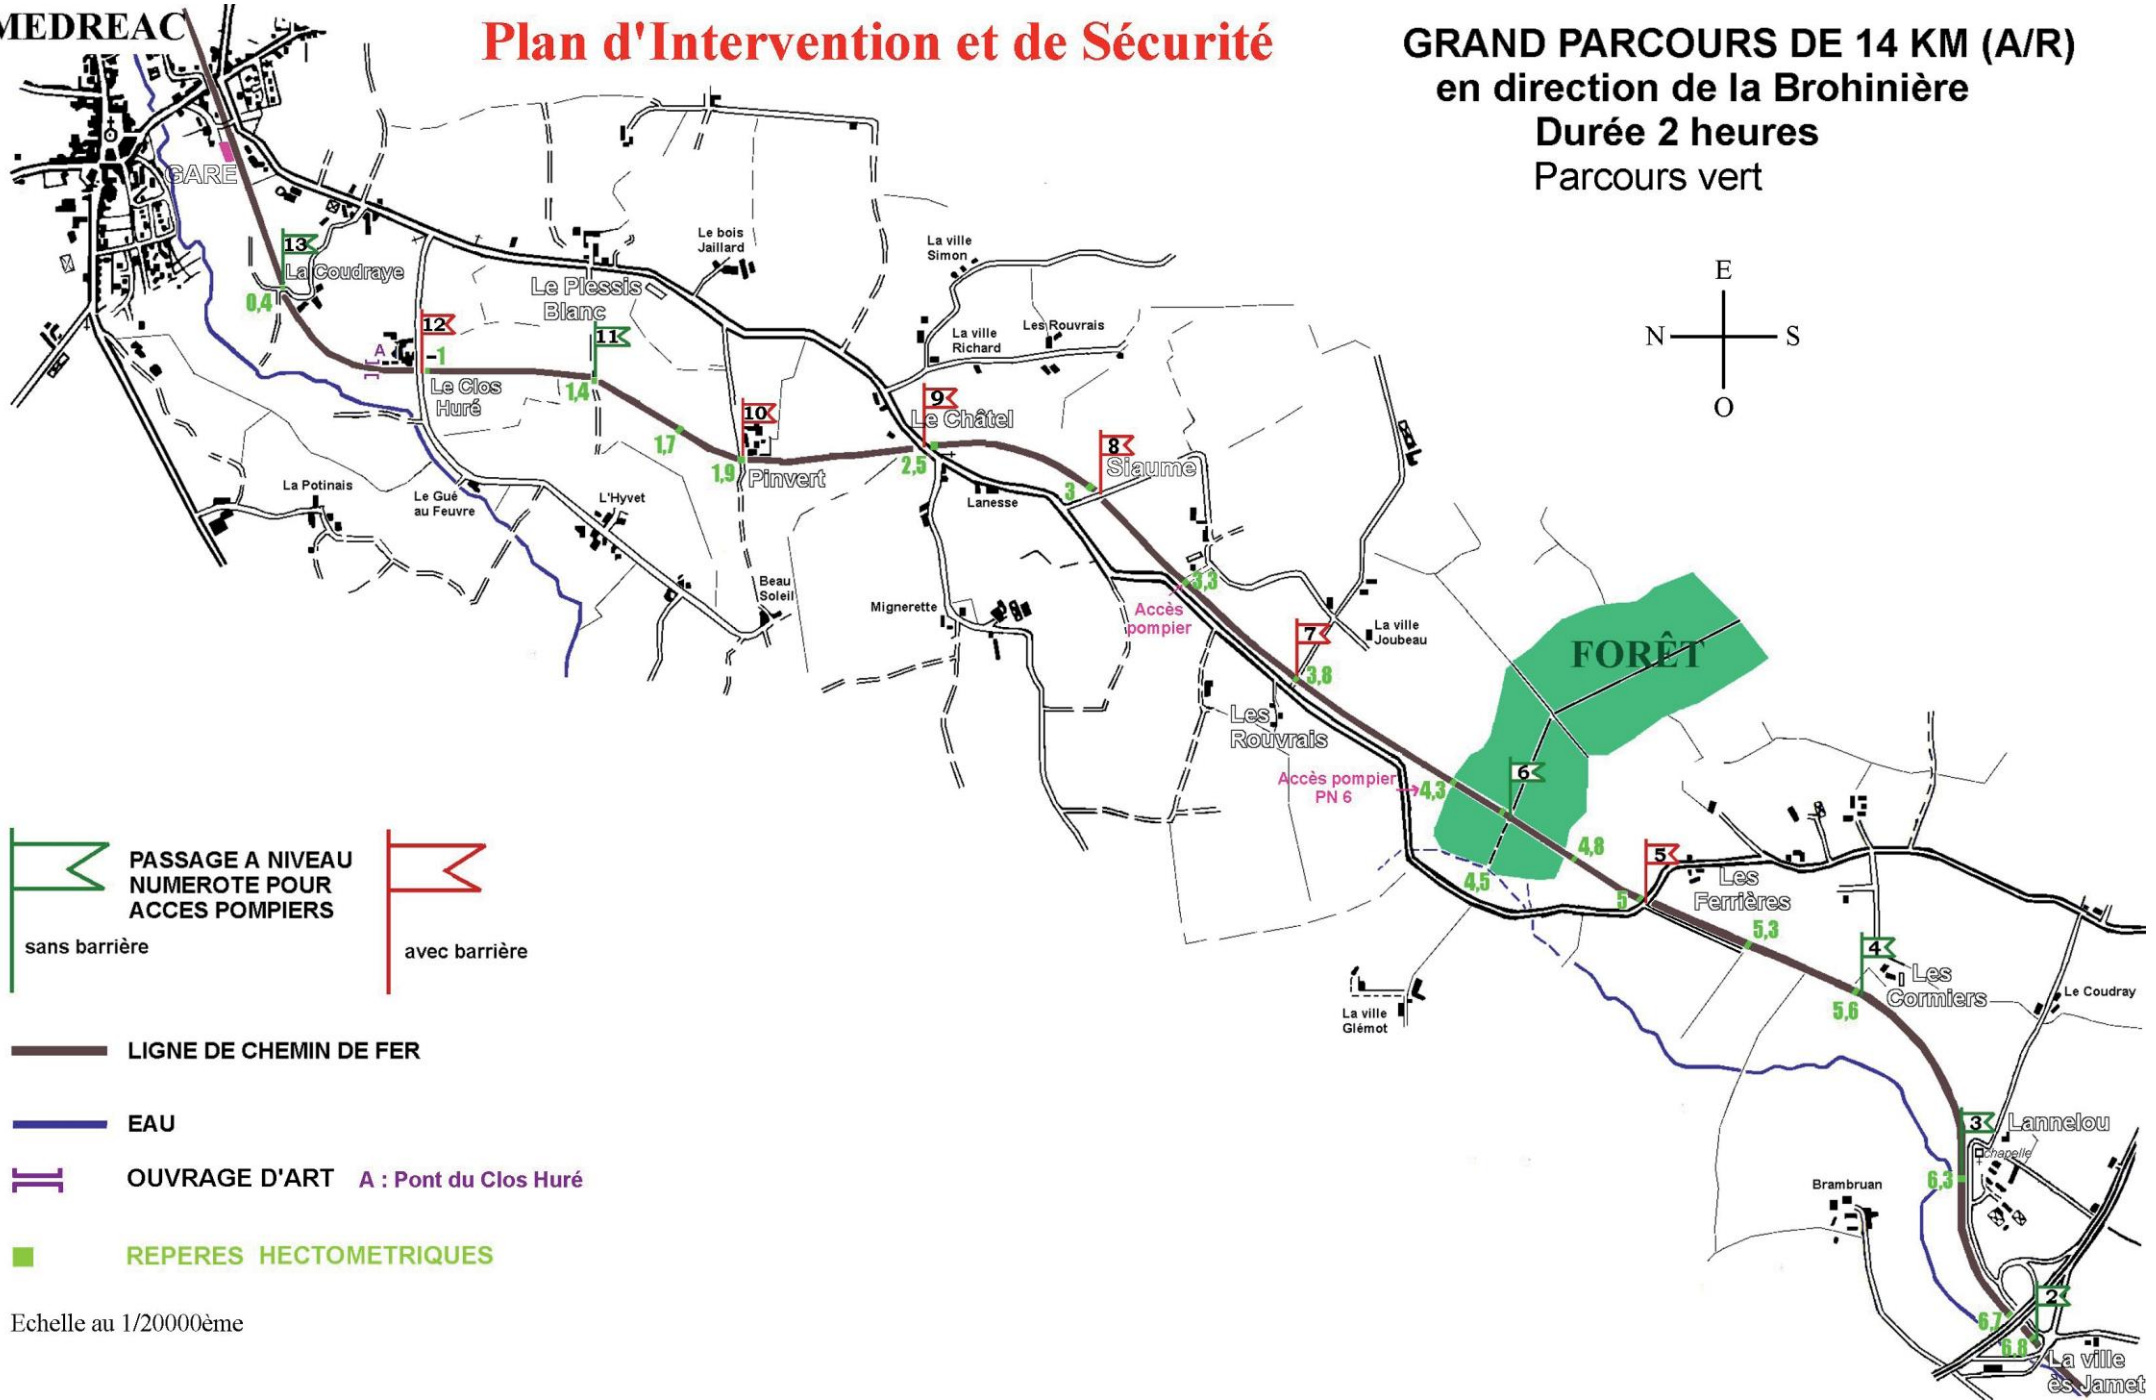 MEDREAC
Plan d'Intervention et de Sécurité
GRAND PARCOURS DE 14 KM (A/R)
en direction de la Brohinière
Durée 2 heures
Parcours vert
GARE
13
La Coudraye
0,4
Le bois
Jaillard
La ville
Simon
E
N
S
O
Le Plessis
Blanc
12
A
1
11
Le Clos
Huré
1,4
La ville
Richard
Les Rouvrais
10
9
Le Châtel
1,7
1,9
Pinvert
2,5
8
Siaume
3
Lanesse
La Potinais
Le Gué
au Feuvre
L'Hyvet
Beau
Soleil
Mignerette
3,3
Accès
pompier
7
La ville
Joubeau
3,8
FORÊT
Les
Rouvrais
Accès pompier
PN 6
4,3
6
4,8
4,5
5
5
Les
Ferrières
5,3
4
Les
Cormiers
5,6
Le Coudray
La ville
Glémot
3
Lannelou
chapelle
6,3
Brambruan
2
6,7
6,8
La ville
ès Jamet
PASSAGE A NIVEAU
NUMEROTE POUR
ACCES POMPIERS
sans barrière
avec barrière
LIGNE DE CHEMIN DE FER
EAU
OUVRAGE D'ART A : Pont du Clos Huré
REPERES HECTOMETRIQUES
Echelle au 1/20000ème